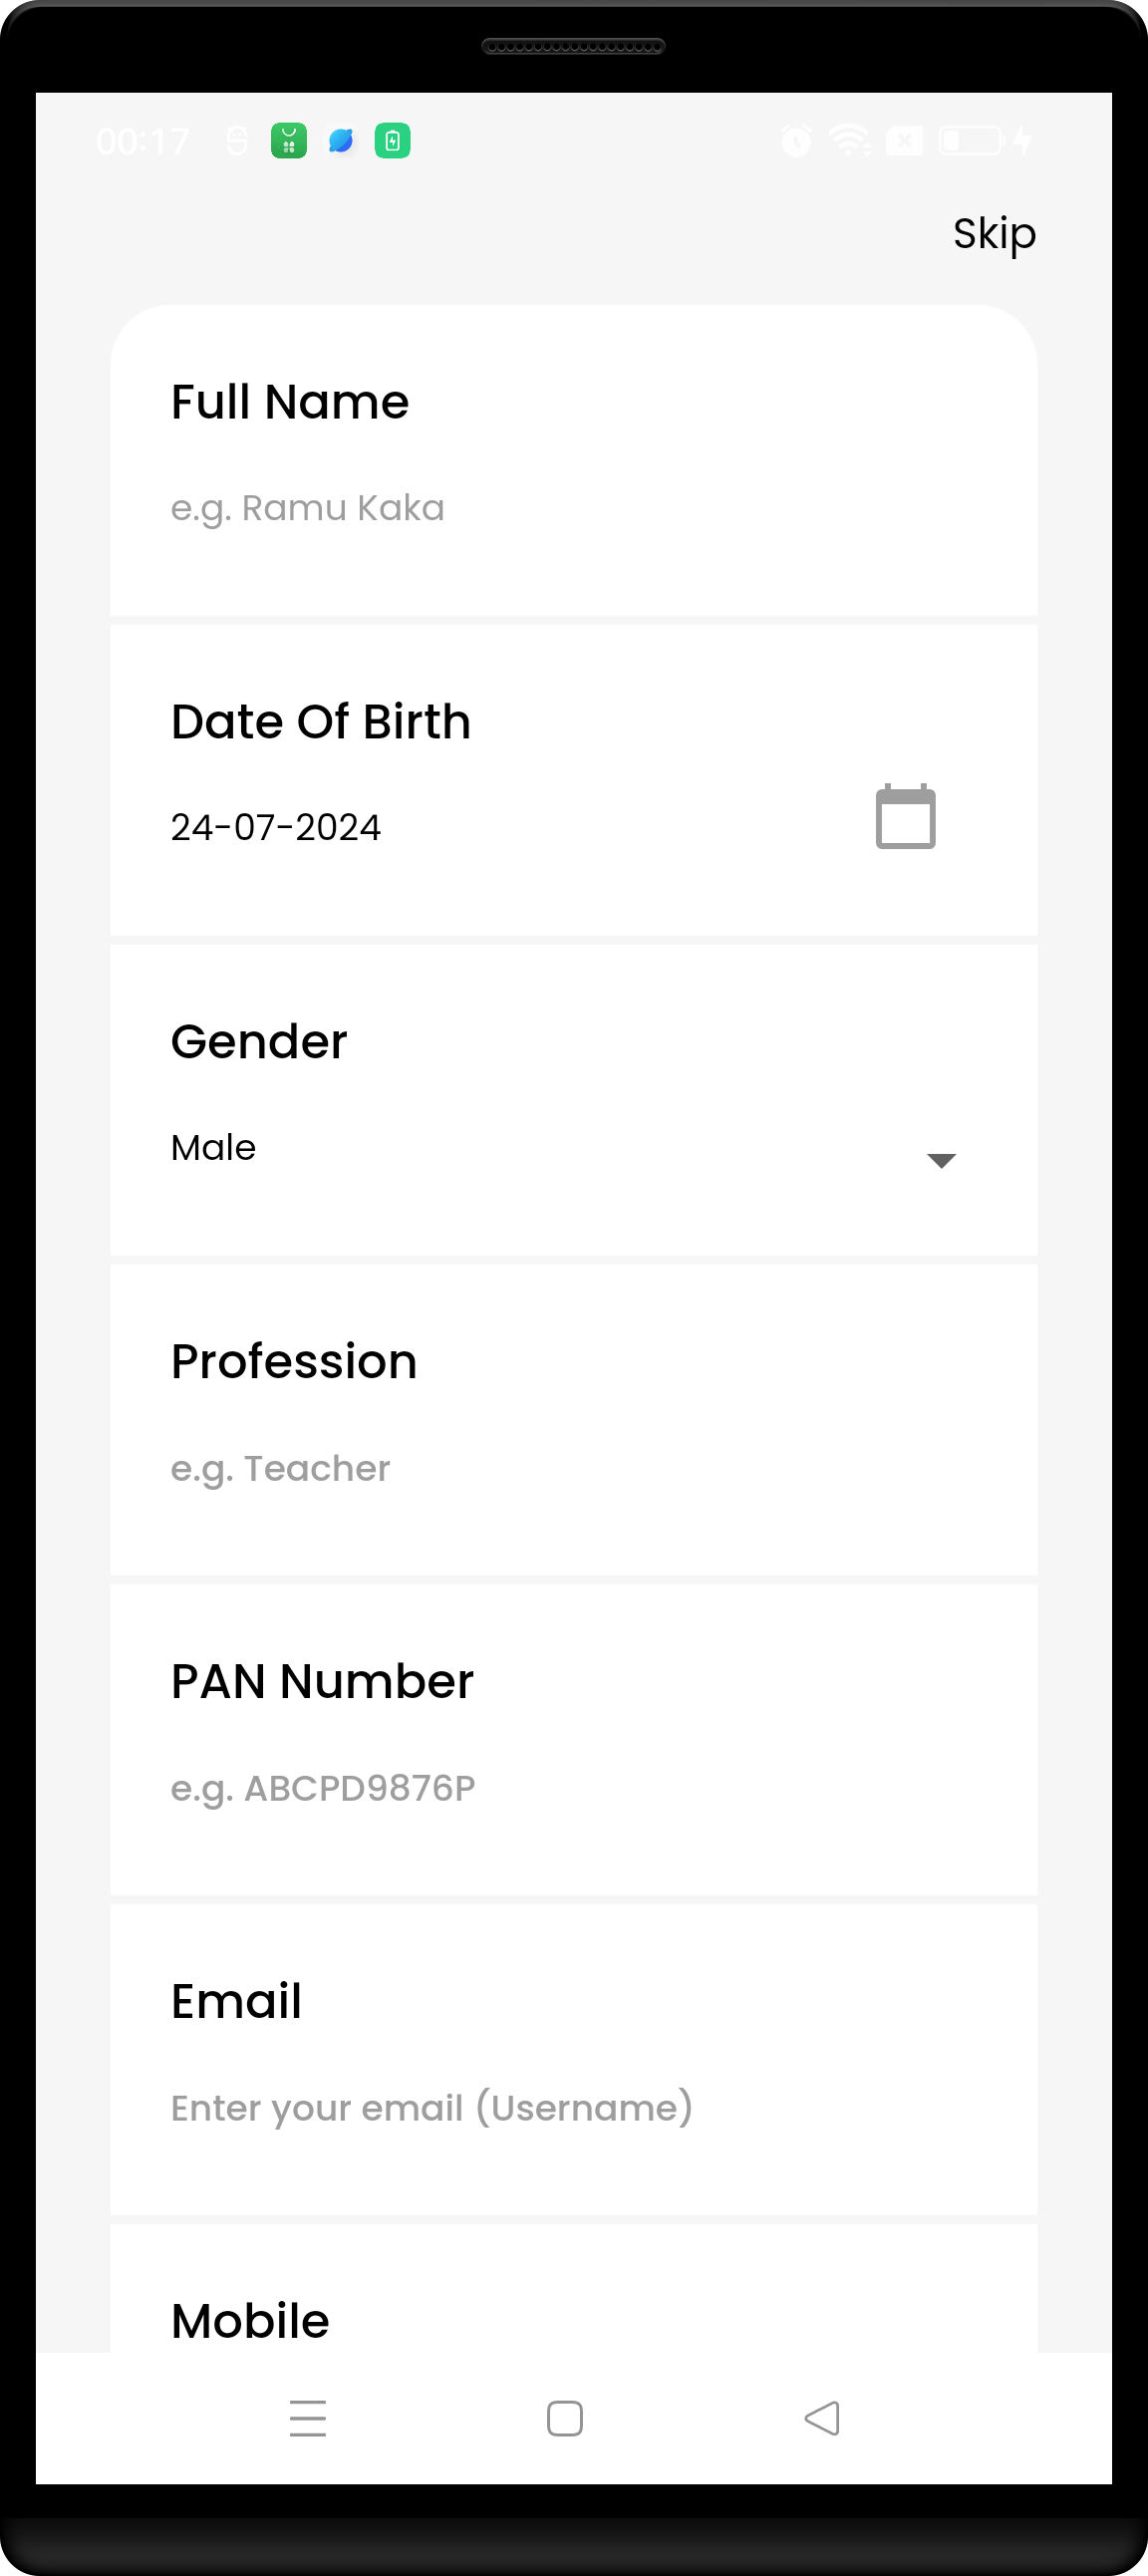 00:17
Skip
Full Name
e.g. Ramu Kaka
Date Of Birth
24-07-2024
Gender
Male
Profession
e.g. Teacher
PAN Number
e.g. ABCPD9876P
Email
Enter your email (Username)
Mobile